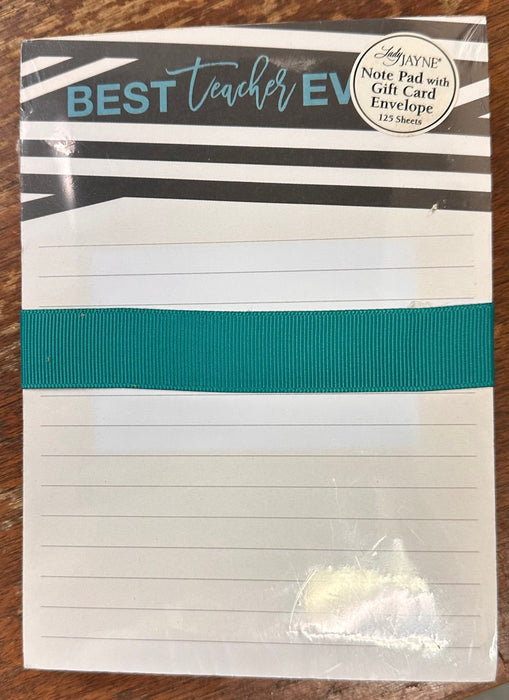 BEST Teacher EV
Lady
JAYNE®
Note Pad with
Gift Card
Envelope
125 Sheets